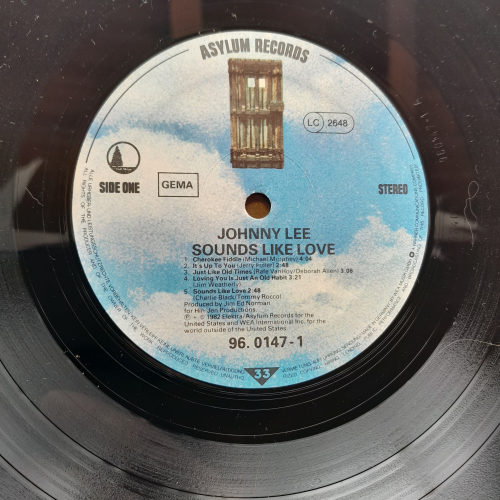 ASYLUM RECORDS
LC 2648
SIDE ONE
GEMA
STEREO
JOHNNY LEE
SOUNDS LIKE LOVE
1. Cherokee Fiddle (Michael Murphey) 4:04
2. It's Up To You (Jerry Fuller) 2:48
3. Just Like Old Times (Rafe VanHoy/Deborah Allen) 3:08
4. Loving You Is Just An Old Habit 3:21
(Jim Weatherly)
5. Sounds Like Love 2:48
(Charlie Black/Tommy Rocco)
Produced by Jim Ed Norman
for Hin-Jen Productions.
℗ + © 1982 Elektra/Asylum Records for the
United States and WEA International Inc. for the
world outside of the United States
96. 0147-1
33